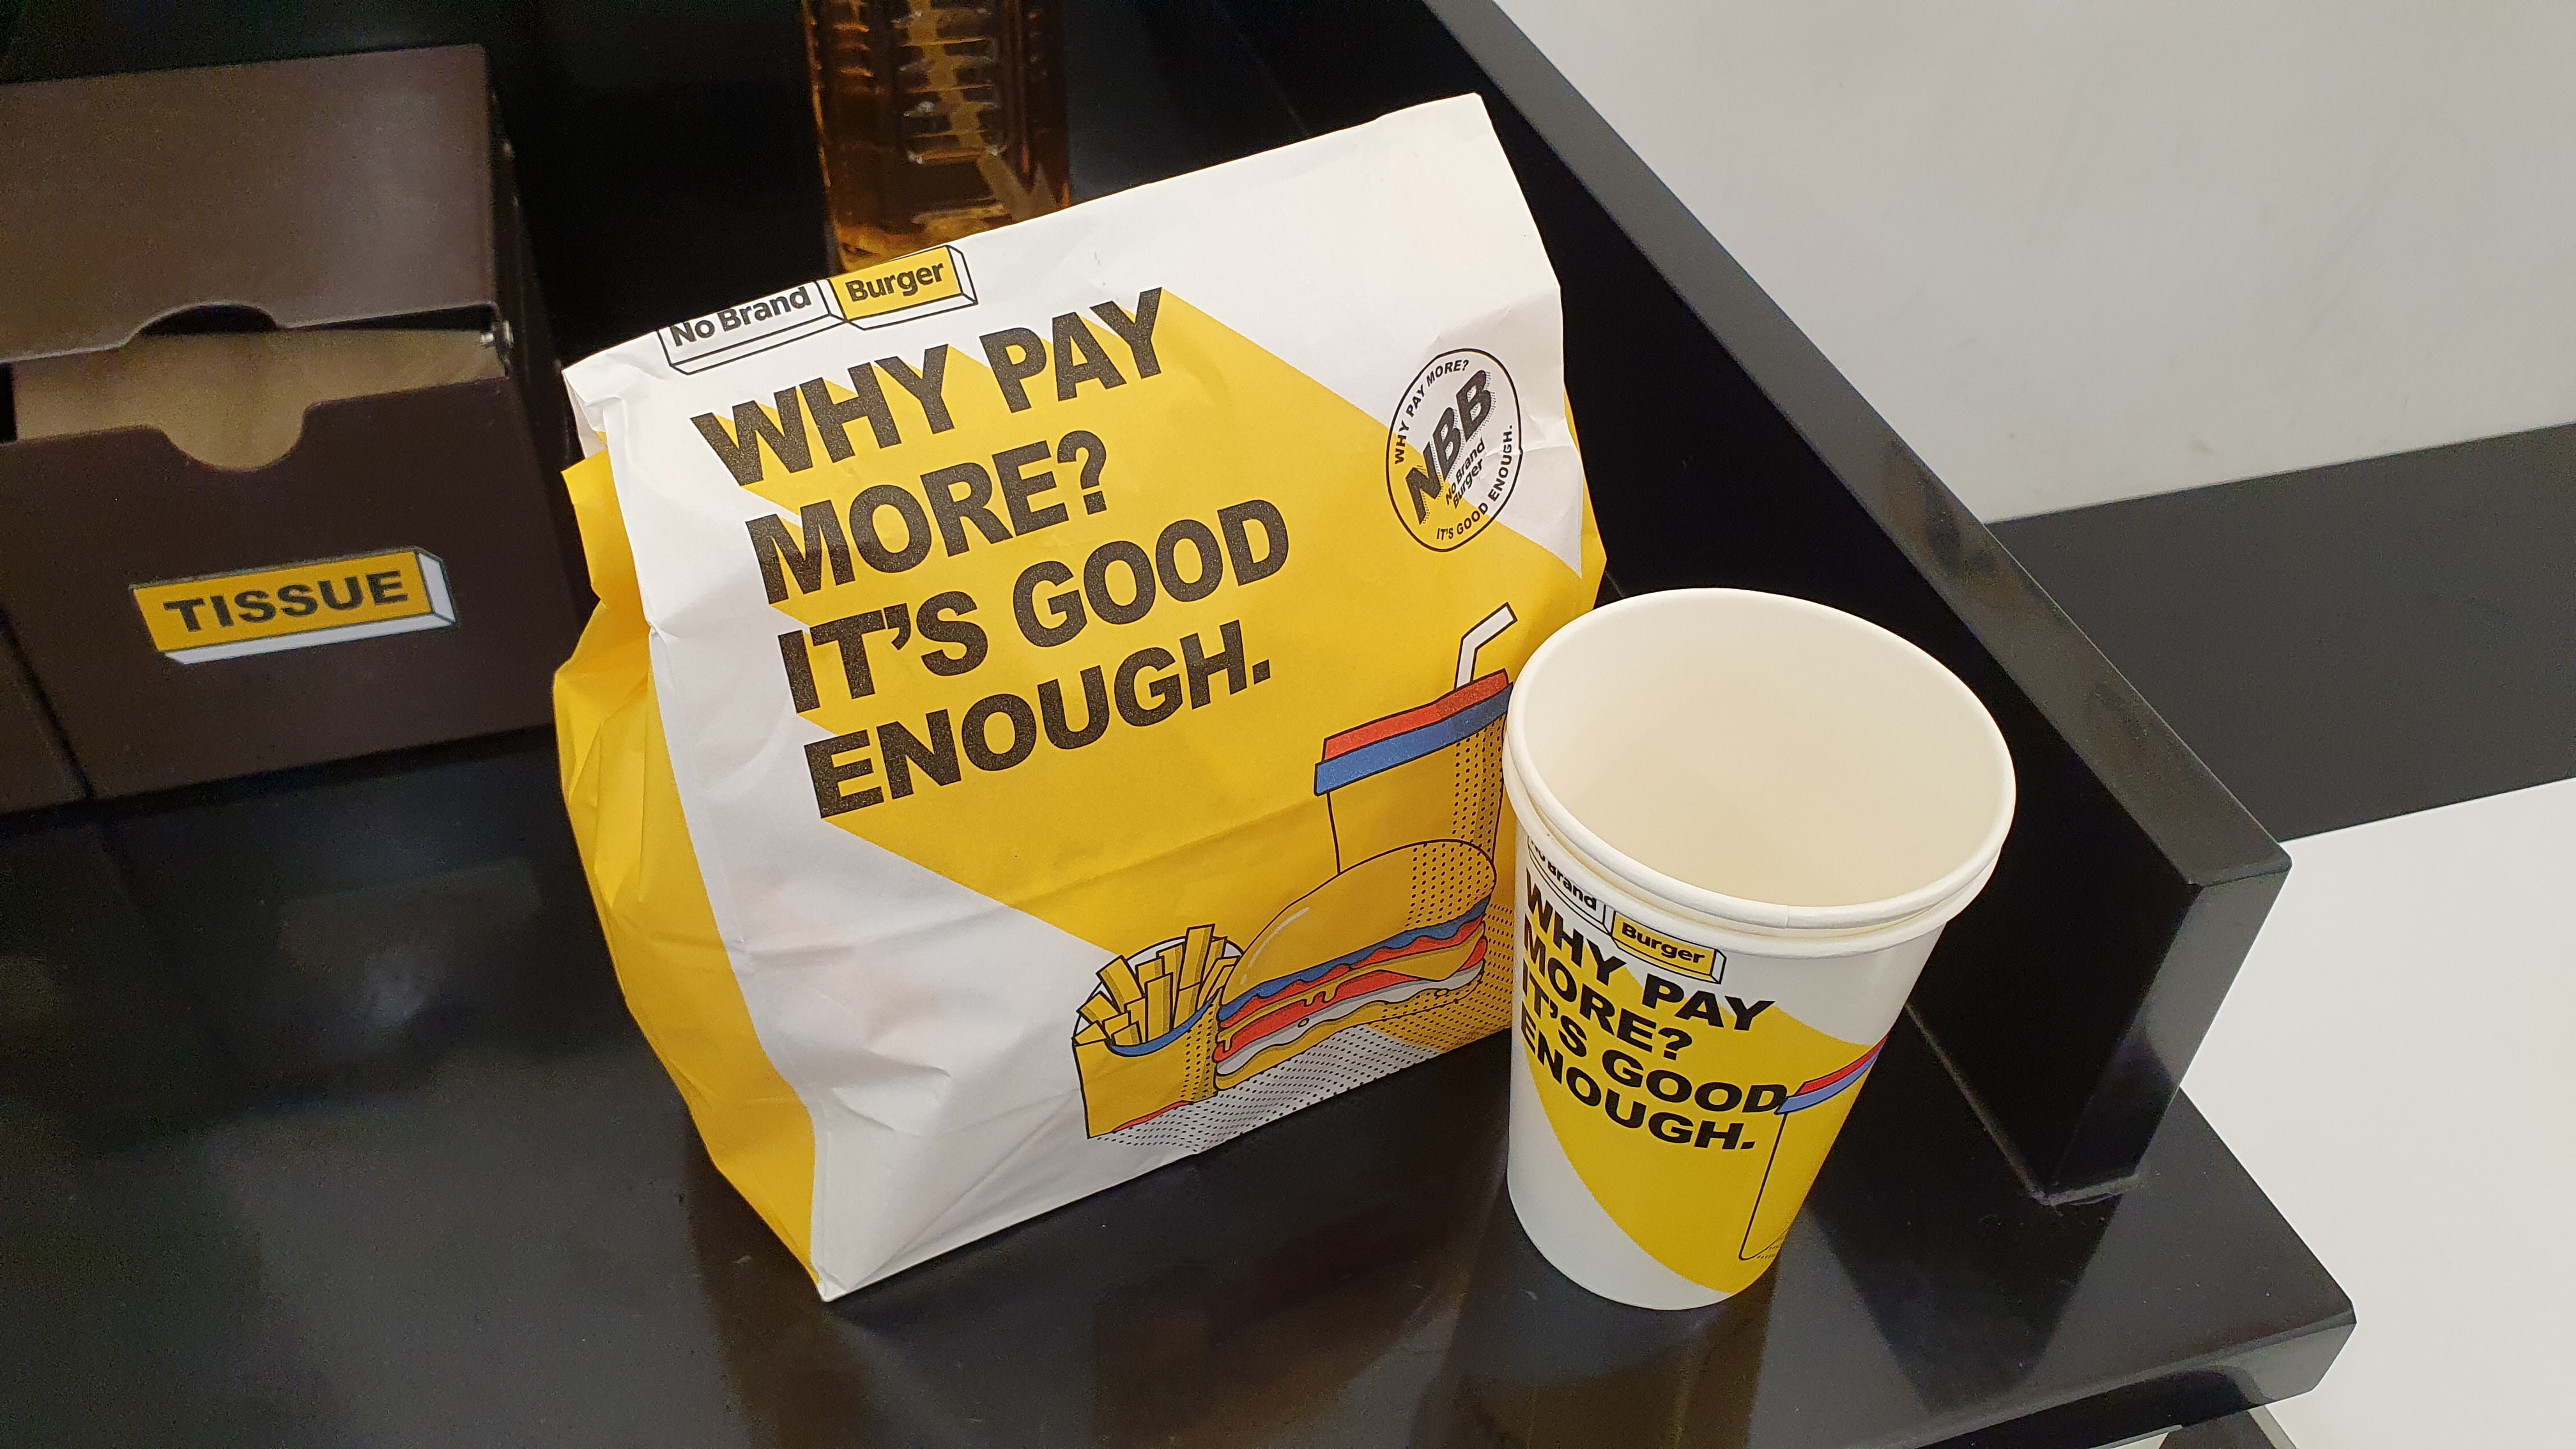 No Brand Burger
WHY PAY
MORE?
IT'S GOOD
ENOUGH.
WHY PAY MORE?
NBB
No Brand
Burger
IT'S GOOD ENOUGH.
TISSUE
No Brand Burger
WHY PAY
MORE?
IT'S GOOD
ENOUGH.